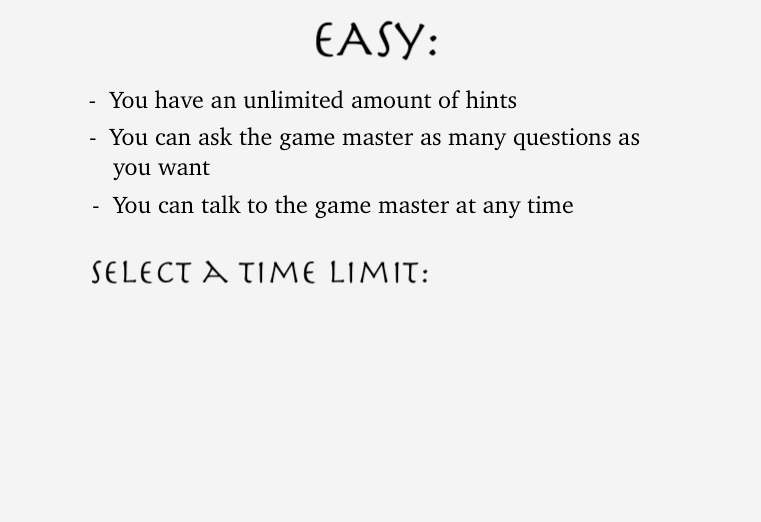 EASY:
- You have an unlimited amount of hints
- You can ask the game master as many questions as
you want
- You can talk to the game master at any time
SELECT A TIME LIMIT: